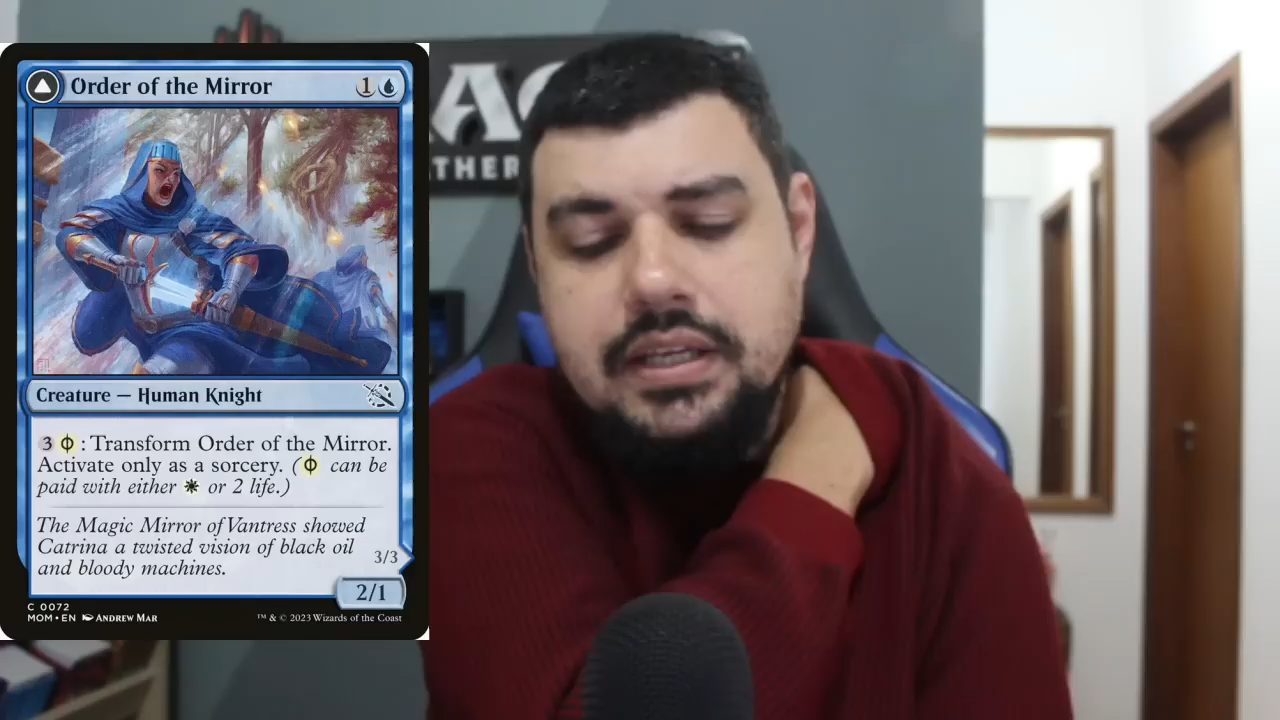 Order of the Mirror 1
Creature — Human Knight
3 : Transform Order of the Mirror.
Activate only as a sorcery. ( can be
paid with either or 2 life.)
The Magic Mirror of Vantress showed
Catrina a twisted vision of black oil
and bloody machines.
3/3
2/1
C 0072
MOM • EN ANDREW MAR
™ & © 2023 Wizards of the Coast
THER